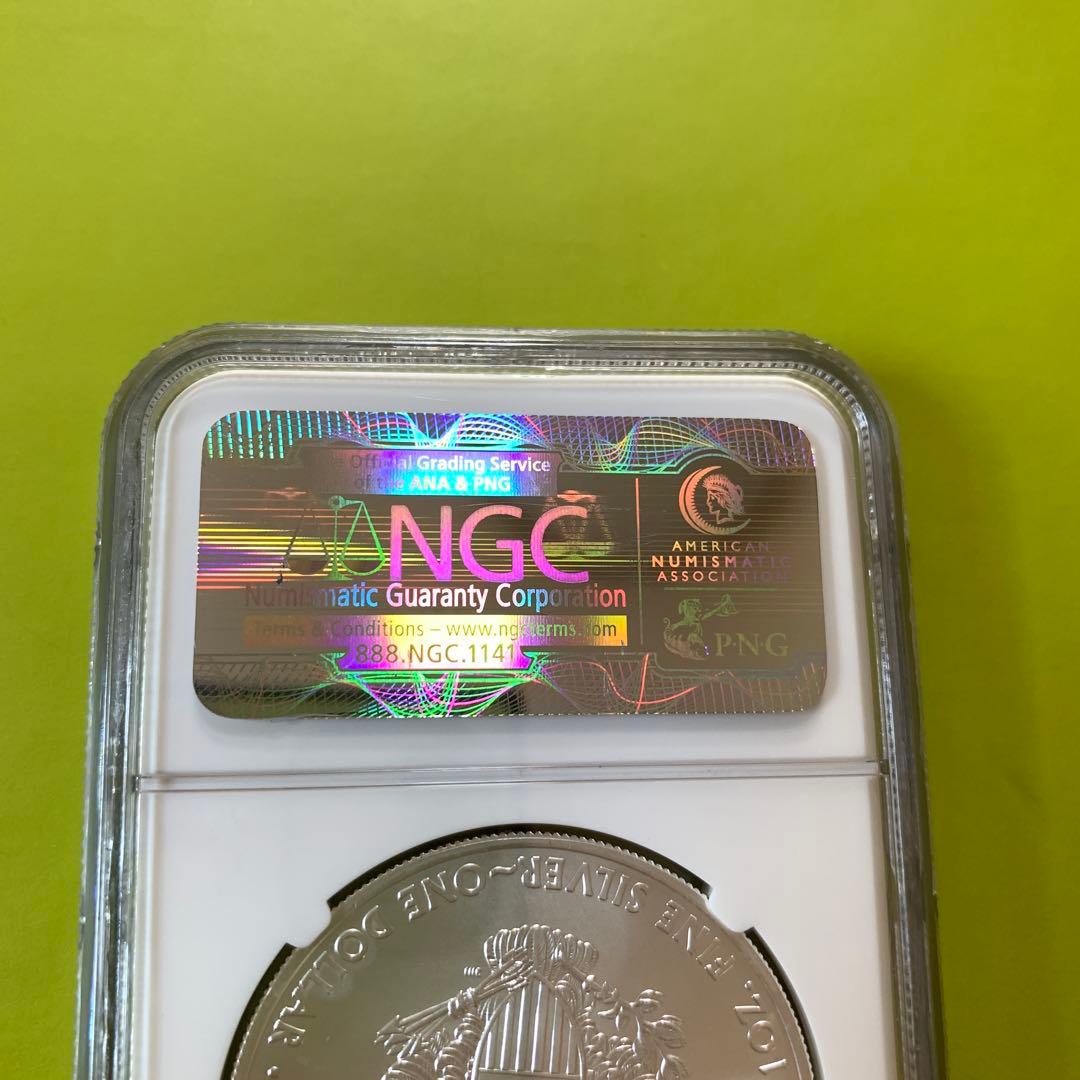 Official Grading Service
of the ANA & PNG
NGC
Numismatic Guaranty Corporation
Terms & Conditions – www.ngcterms.com
888.NGC.1141
AMERICAN
NUMISMATIC
ASSOCIATION
P·N·G
1 OZ. FINE SILVER~ONE DOLLAR